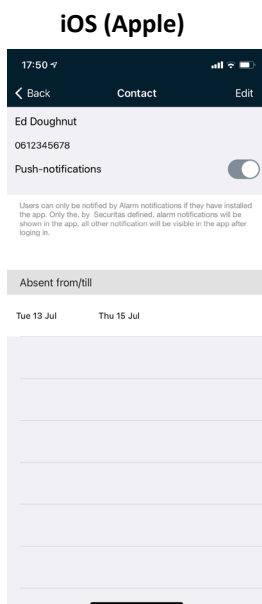 iOS (Apple)
17:50
Back Contact Edit
Ed Doughnut
0612345678
Push-notifications
Users can only be notified by Alarm notifications if they have installed
the app. Only the, by Securitas defined, alarm notifications will be
shown in the app, all other notification will be visible in the app after
loging in.
Absent from/till
Tue 13 Jul Thu 15 Jul